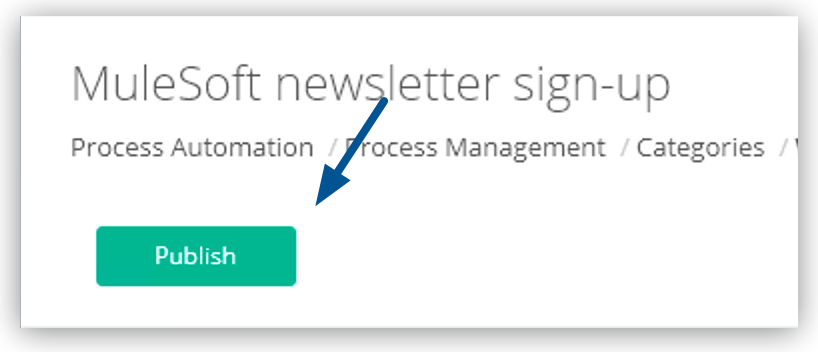 MuleSoft newsletter sign-up
Process Automation / Process Management / Categories /
Publish